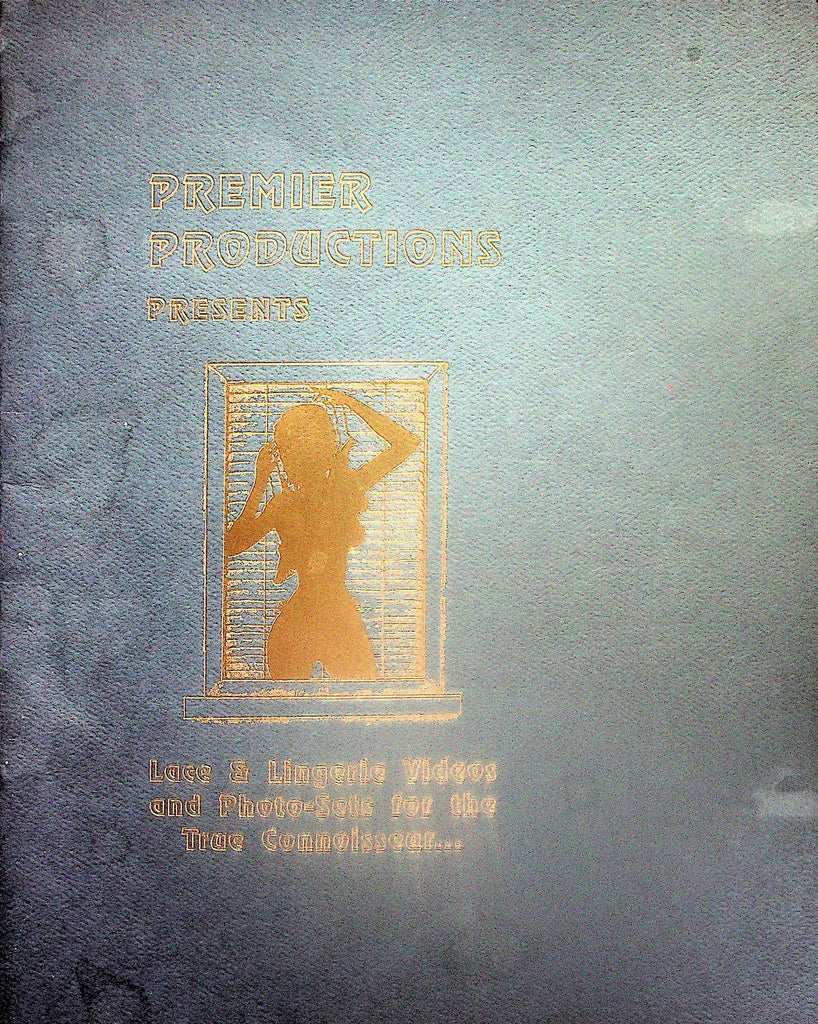 PREMIER
PRODUCTIONS
PRESENTS
Lace & Lingerie Videos
and Photo-Sets for the
True Connoisseur...